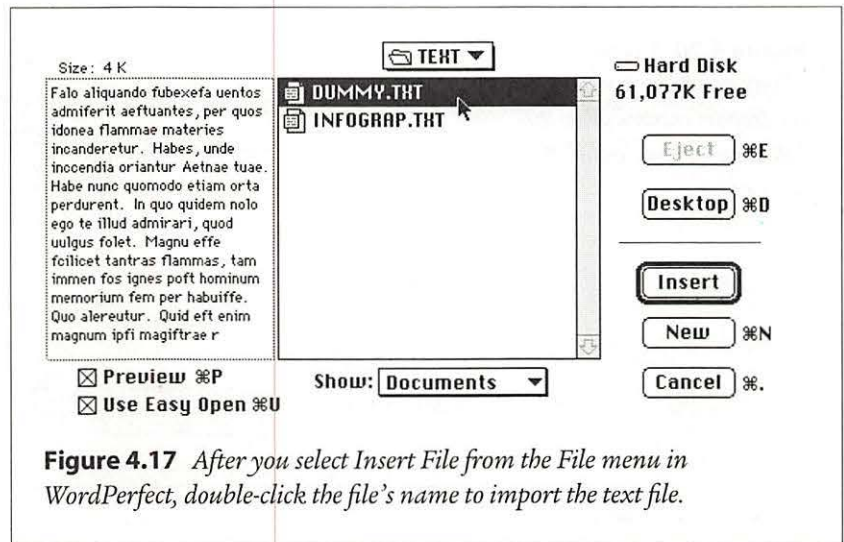 Size: 4 K
Falo aliquando fubexefa uentos
admiferit aeftuantes, per quos
idonea flammae materies
incanderetur. Habes, unde
inccendia oriantur Aetnae tuae.
Habe nunc quomodo etiam orta
perdurent. In quo quidem nolo
ego te illud admirari, quod
uulgus folet. Magnu effe
fcilicet tantras flammas, tam
immen fos ignes poft hominum
memorium fem per habuiffe.
Quo alereutur. Quid eft enim
magnum ipfi magiftrae r
TEXT
DUMMY.TXT
INFOGRAP.TXT
Hard Disk
61,077K Free
Eject ⌘E
Desktop ⌘D
Insert
New ⌘N
Cancel ⌘.
Preview ⌘P
Use Easy Open ⌘U
Show: Documents
Figure 4.17 After you select Insert File from the File menu in
WordPerfect, double-click the file's name to import the text file.